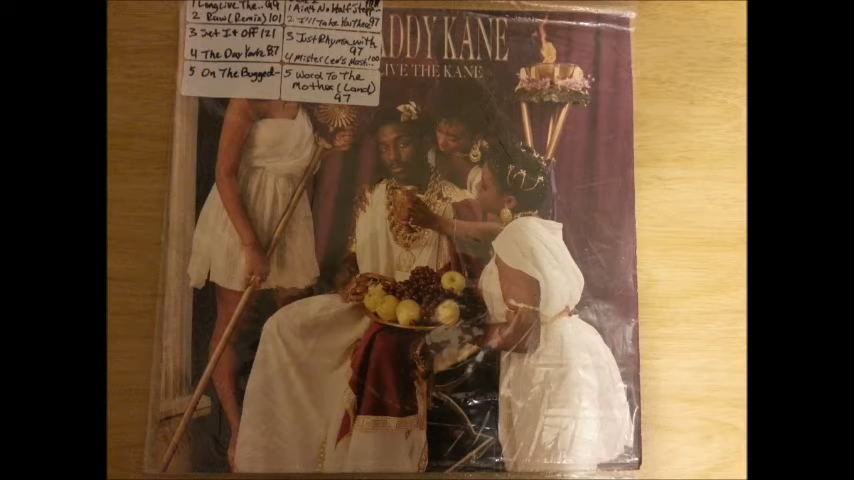 1 Long Live The.. 99
2 Raw (Remix) 101
3 Set It Off 121
4 The Day You're 87
5 On The Bugged-
1 Ain't No Half Stepp-
2 I'll Take You There 97
3 Just Rhymin with
97
4 Mister Cee's Mast..100
5 Word To The
Mother (Land)
97
ADDY KANE
LIVE THE KANE